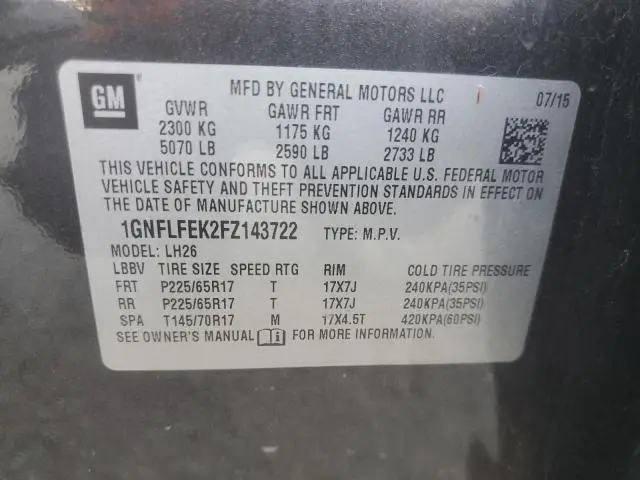 GM
MFD BY GENERAL MOTORS LLC
07/15
GVWR GAWR FRT GAWR RR
2300 KG 1175 KG 1240 KG
5070 LB 2590 LB 2733 LB
THIS VEHICLE CONFORMS TO ALL APPLICABLE U.S. FEDERAL MOTOR
VEHICLE SAFETY AND THEFT PREVENTION STANDARDS IN EFFECT ON
THE DATE OF MANUFACTURE SHOWN ABOVE.
1GNFLFEK2FZ143722 TYPE: M.P.V.
MODEL: LH26
LBBV TIRE SIZE SPEED RTG RIM COLD TIRE PRESSURE
FRT P225/65R17 T 17X7J 240KPA(35PSI)
RR P225/65R17 T 17X7J 240KPA(35PSI)
SPA T145/70R17 M 17X4.5T 420KPA(60PSI)
SEE OWNER'S MANUAL FOR MORE INFORMATION.